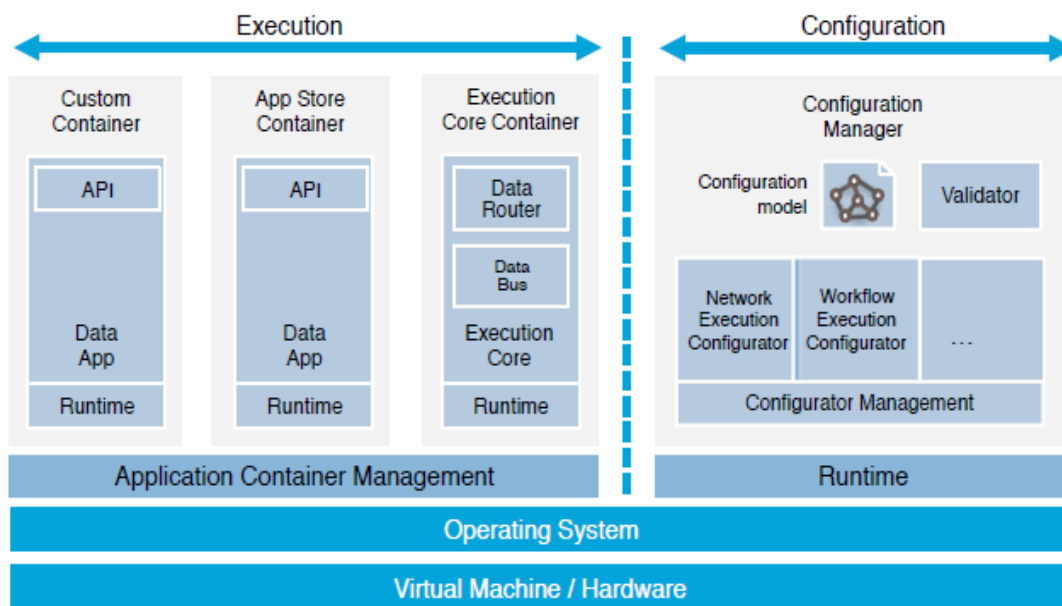 Execution
Configuration
Custom
Container
API
Data
App
Runtime
App Store
Container
API
Data
App
Runtime
Execution
Core Container
Data
Router
Data
Bus
Execution
Core
Runtime
Application Container Management
Configuration
Manager
Configuration
model
Validator
Network
Execution
Configurator
Workflow
Execution
Configurator
...
Configurator Management
Runtime
Operating System
Virtual Machine / Hardware